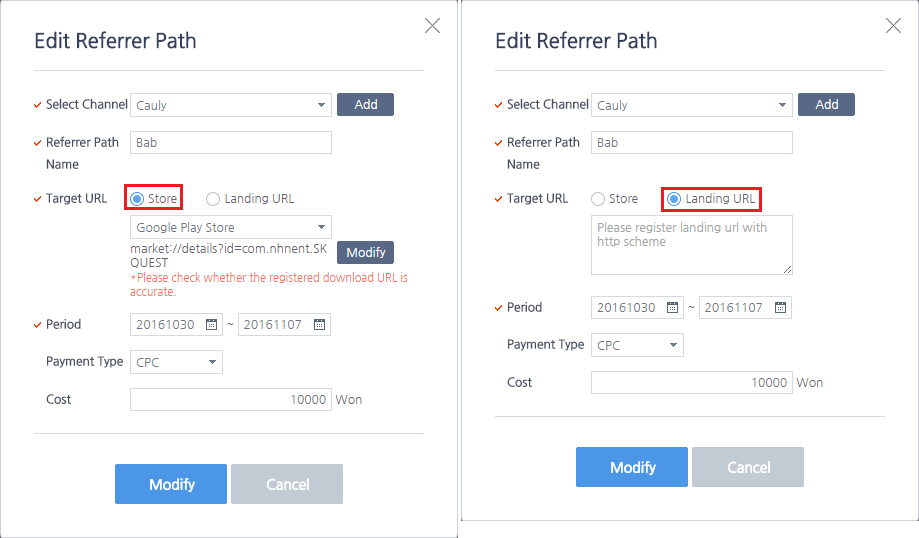 Edit Referrer Path
Select Channel Cauly Add
Referrer Path Bab
Name
Target URL Store Landing URL
Google Play Store
market://details?id=com.nhnent.SK
QUEST
Modify
*Please check whether the registered download URL is
accurate.
Period 20161030 ~ 20161107
Payment Type CPC
Cost 10000 Won
Modify Cancel
Edit Referrer Path
Select Channel Cauly Add
Referrer Path Bab
Name
Target URL Store Landing URL
Please register landing url with
http scheme
Period 20161030 ~ 20161107
Payment Type CPC
Cost 10000 Won
Modify Cancel